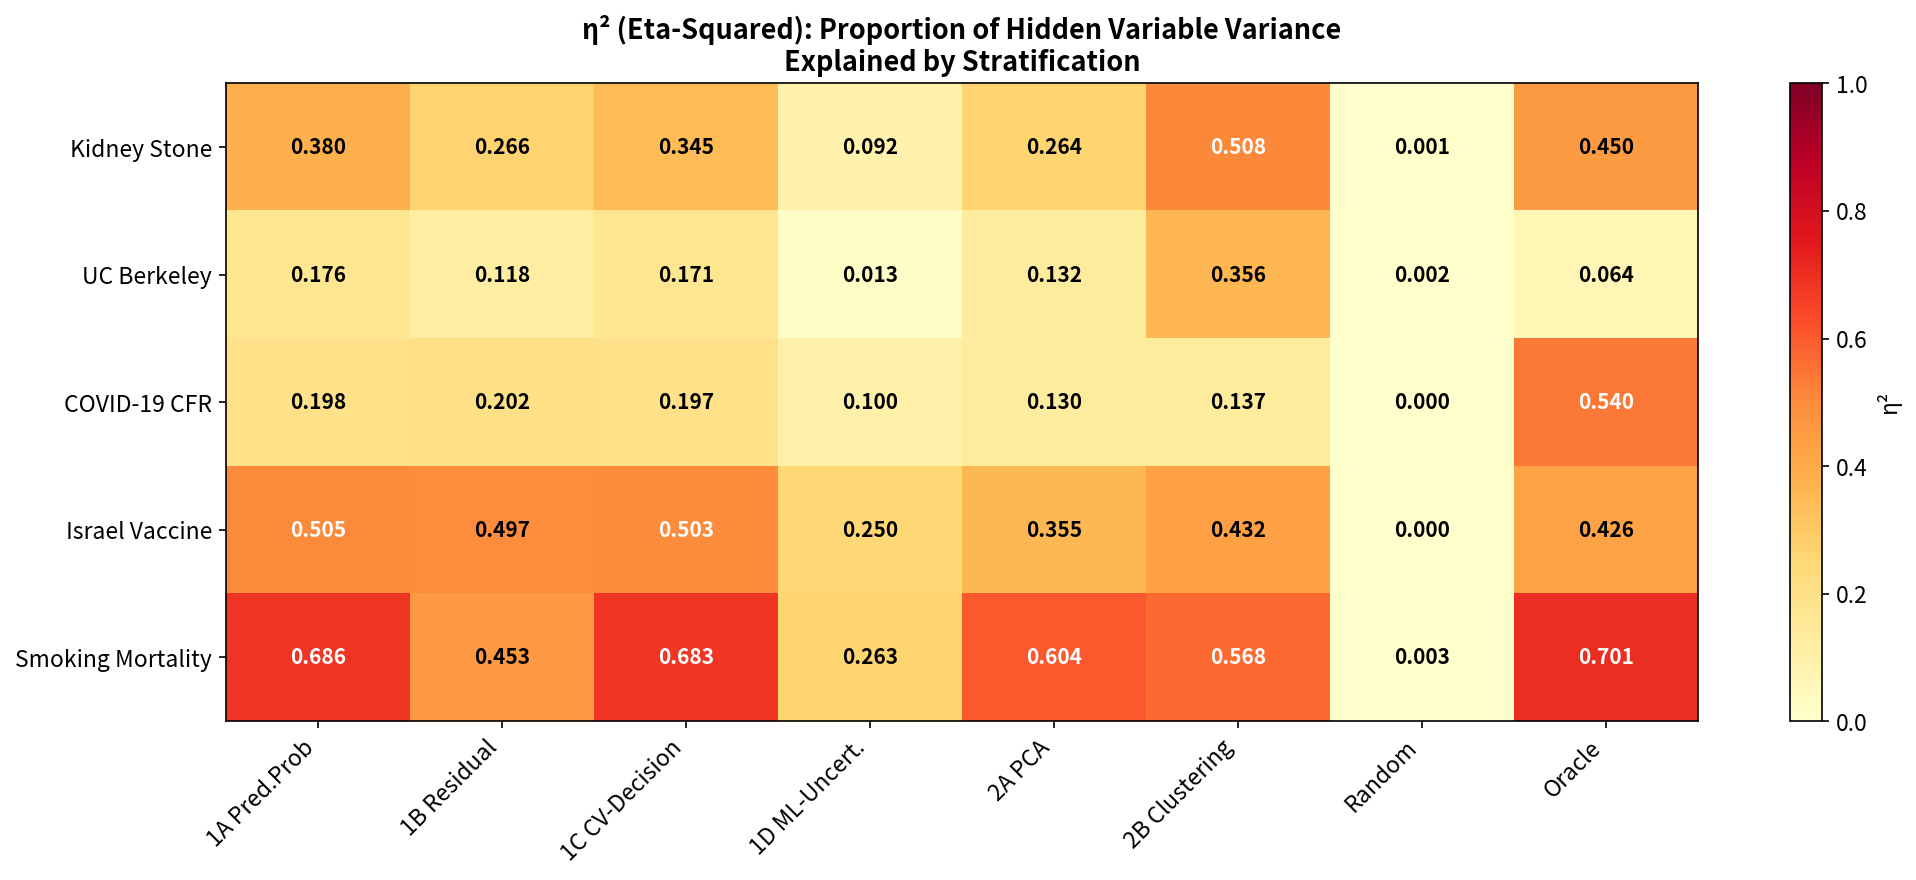 η² (Eta-Squared): Proportion of Hidden Variable Variance
Explained by Stratification
Kidney Stone 0.380 0.266 0.345 0.092 0.264 0.508 0.001 0.450
UC Berkeley 0.176 0.118 0.171 0.013 0.132 0.356 0.002 0.064
COVID-19 CFR 0.198 0.202 0.197 0.100 0.130 0.137 0.000 0.540
Israel Vaccine 0.505 0.497 0.503 0.250 0.355 0.432 0.000 0.426
Smoking Mortality 0.686 0.453 0.683 0.263 0.604 0.568 0.003 0.701
1A Pred.Prob
1B Residual
1C CV-Decision
1D ML-Uncert.
2A PCA
2B Clustering
Random
Oracle
1.0
0.8
0.6
0.4
0.2
0.0
η²